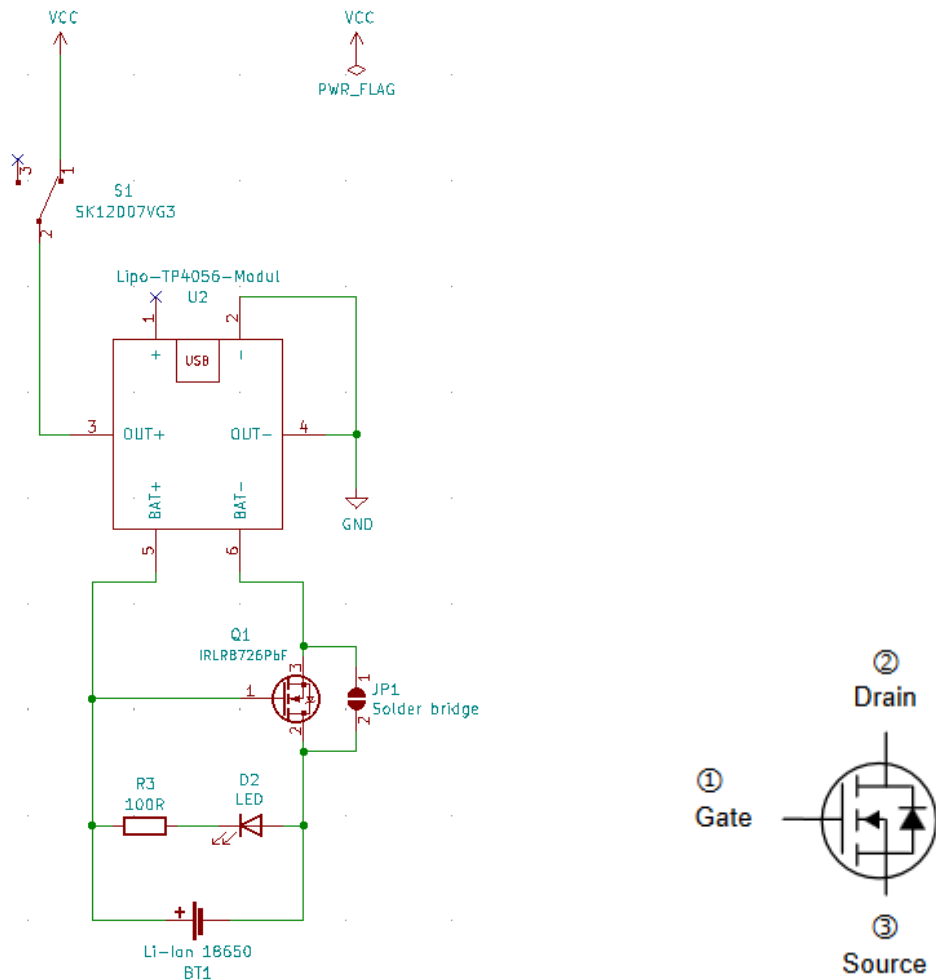 VCC
VCC
PWR_FLAG
3
1
S1
SK12D07VG3
2
Lipo-TP4056-Modul
U2
1
2
+
USB
-
3
OUT+
OUT-
4
BAT+
BAT-
GND
5
6
Q1
IRLR8726PbF
3
1
1
JP1
Solder bridge
2
2
R3
100R
D2
LED
+
Li-Ion 18650
BT1
②
Drain
①
Gate
③
Source